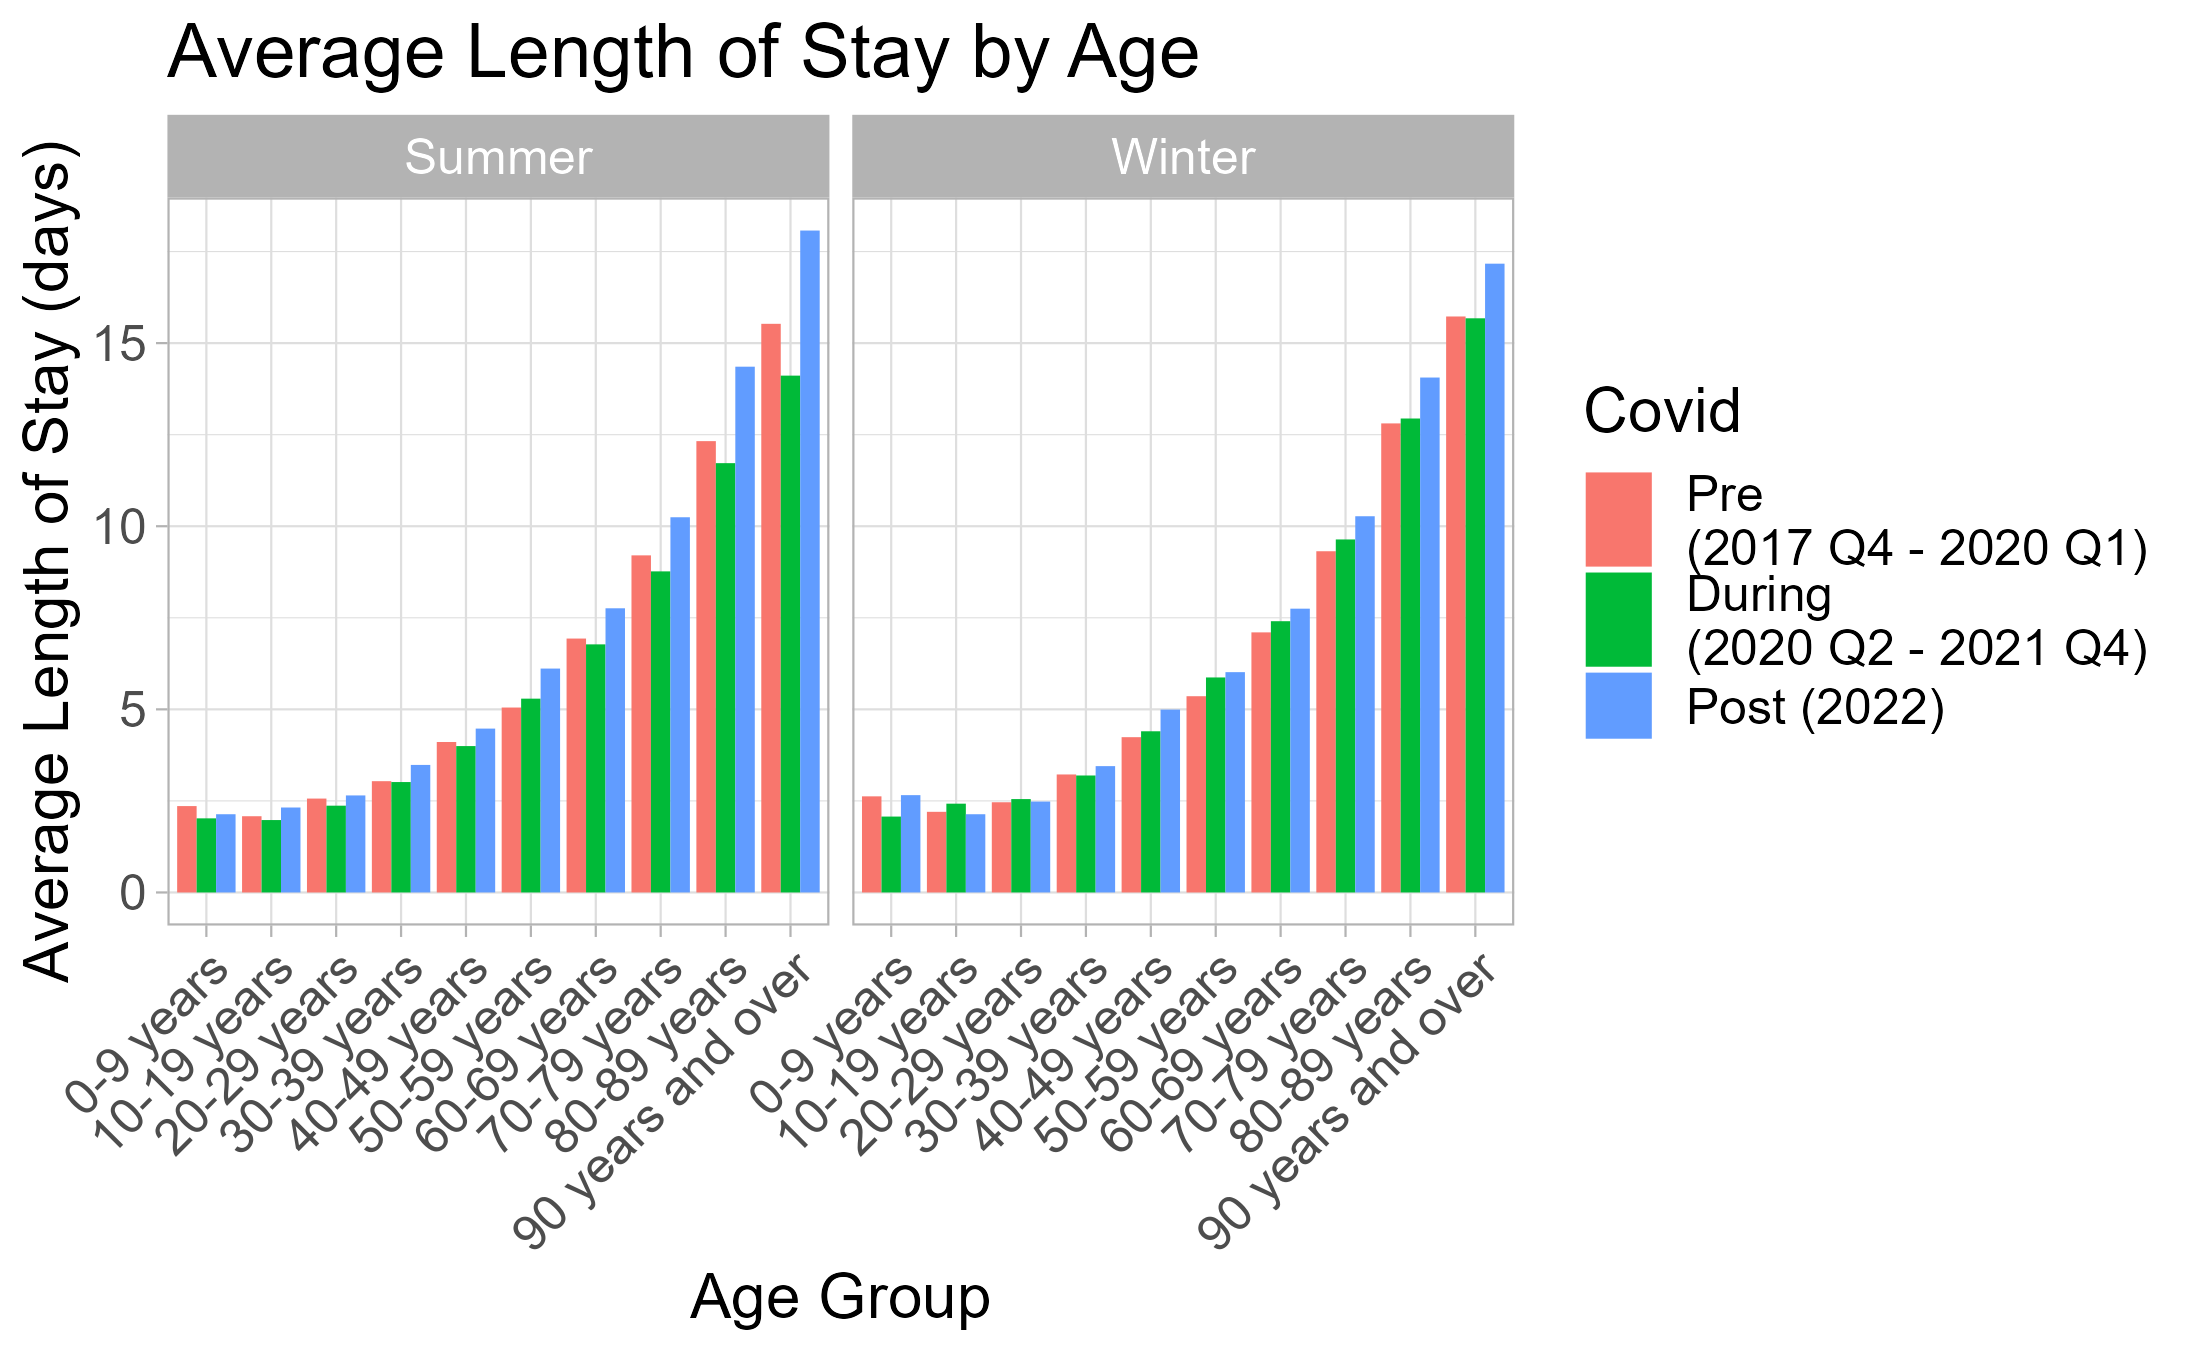 Average Length of Stay by Age
Summer
Winter
Average Length of Stay (days)
15
10
5
0
0-9 years
10-19 years
20-29 years
30-39 years
40-49 years
50-59 years
60-69 years
70-79 years
80-89 years
90 years and over
0-9 years
10-19 years
20-29 years
30-39 years
40-49 years
50-59 years
60-69 years
70-79 years
80-89 years
90 years and over
Age Group
Covid
Pre
(2017 Q4 - 2020 Q1)
During
(2020 Q2 - 2021 Q4)
Post (2022)